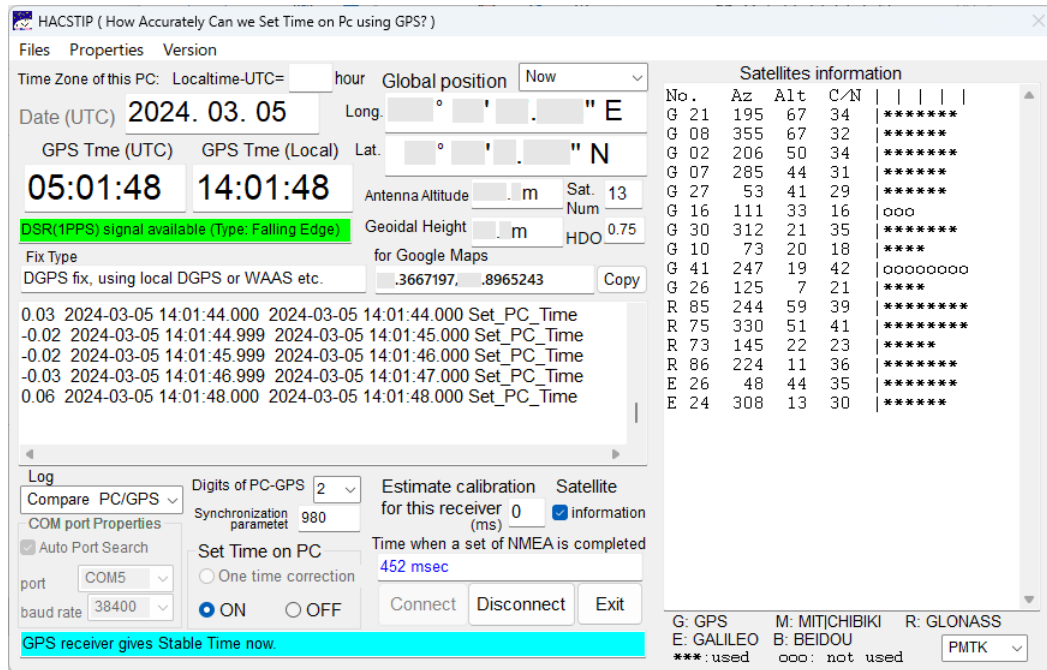 HACSTIP ( How Accurately Can we Set Time on Pc using GPS? )
Files Properties Version
Time Zone of this PC: Localtime-UTC= hour
Global position Now
Date (UTC) 2024. 03. 05
Long. ° ' . " E
GPS Tme (UTC) GPS Tme (Local)
Lat. ° ' . " N
05:01:48 14:01:48
Antenna Altitude . m
Sat. Num 13
DSR(1PPS) signal available (Type: Falling Edge)
Geoidal Height . m
HDO 0.75
Fix Type
DGPS fix, using local DGPS or WAAS etc.
for Google Maps
.3667197, .8965243 Copy
0.03 2024-03-05 14:01:44.000 2024-03-05 14:01:44.000 Set_PC_Time
-0.02 2024-03-05 14:01:44.999 2024-03-05 14:01:45.000 Set_PC_Time
-0.02 2024-03-05 14:01:45.999 2024-03-05 14:01:46.000 Set_PC_Time
-0.03 2024-03-05 14:01:46.999 2024-03-05 14:01:47.000 Set_PC_Time
0.06 2024-03-05 14:01:48.000 2024-03-05 14:01:48.000 Set_PC_Time
Log
Compare PC/GPS
Digits of PC-GPS 2
Synchronization
parametet 980
Estimate calibration
for this receiver 0
(ms)
Satellite
information
COM port Properties
Auto Port Search
port COM5
baud rate 38400
Set Time on PC
One time correction
ON OFF
Time when a set of NMEA is completed
452 msec
Connect Disconnect Exit
GPS receiver gives Stable Time now.
Satellites information
No. Az Alt C/N | | | | |
G 21 195 67 34 |*******
G 08 355 67 32 |******
G 02 206 50 34 |*******
G 07 285 44 31 |******
G 27 53 41 29 |******
G 16 111 33 16 |ooo
G 30 312 21 35 |*******
G 10 73 20 18 |****
G 41 247 19 42 |oooooooo
G 26 125 7 21 |****
R 85 244 59 39 |********
R 75 330 51 41 |********
R 73 145 22 23 |*****
R 86 224 11 36 |*******
E 26 48 44 35 |*******
E 24 308 13 30 |******
G: GPS M: MIT|CHIBIKI R: GLONASS
E: GALILEO B: BEIDOU
***:used ooo: not used
PMTK